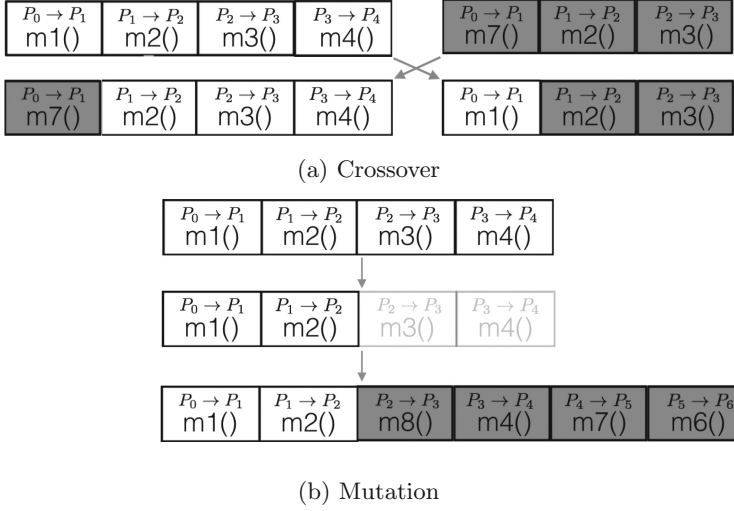 P₀ → P₁ P₁ → P₂ P₂ → P₃ P₃ → P₄ P₀ → P₁ P₁ → P₂ P₂ → P₃
m1() m2() m3() m4() m7() m2() m3()
P₀ → P₁ P₁ → P₂ P₂ → P₃ P₃ → P₄ P₀ → P₁ P₁ → P₂ P₂ → P₃
m7() m2() m3() m4() m1() m2() m3()
(a) Crossover
P₀ → P₁ P₁ → P₂ P₂ → P₃ P₃ → P₄
m1() m2() m3() m4()
P₀ → P₁ P₁ → P₂ P₂ → P₃ P₃ → P₄
m1() m2() m3() m4()
P₀ → P₁ P₁ → P₂ P₂ → P₃ P₃ → P₄ P₄ → P₅ P₅ → P₆
m1() m2() m8() m4() m7() m6()
(b) Mutation